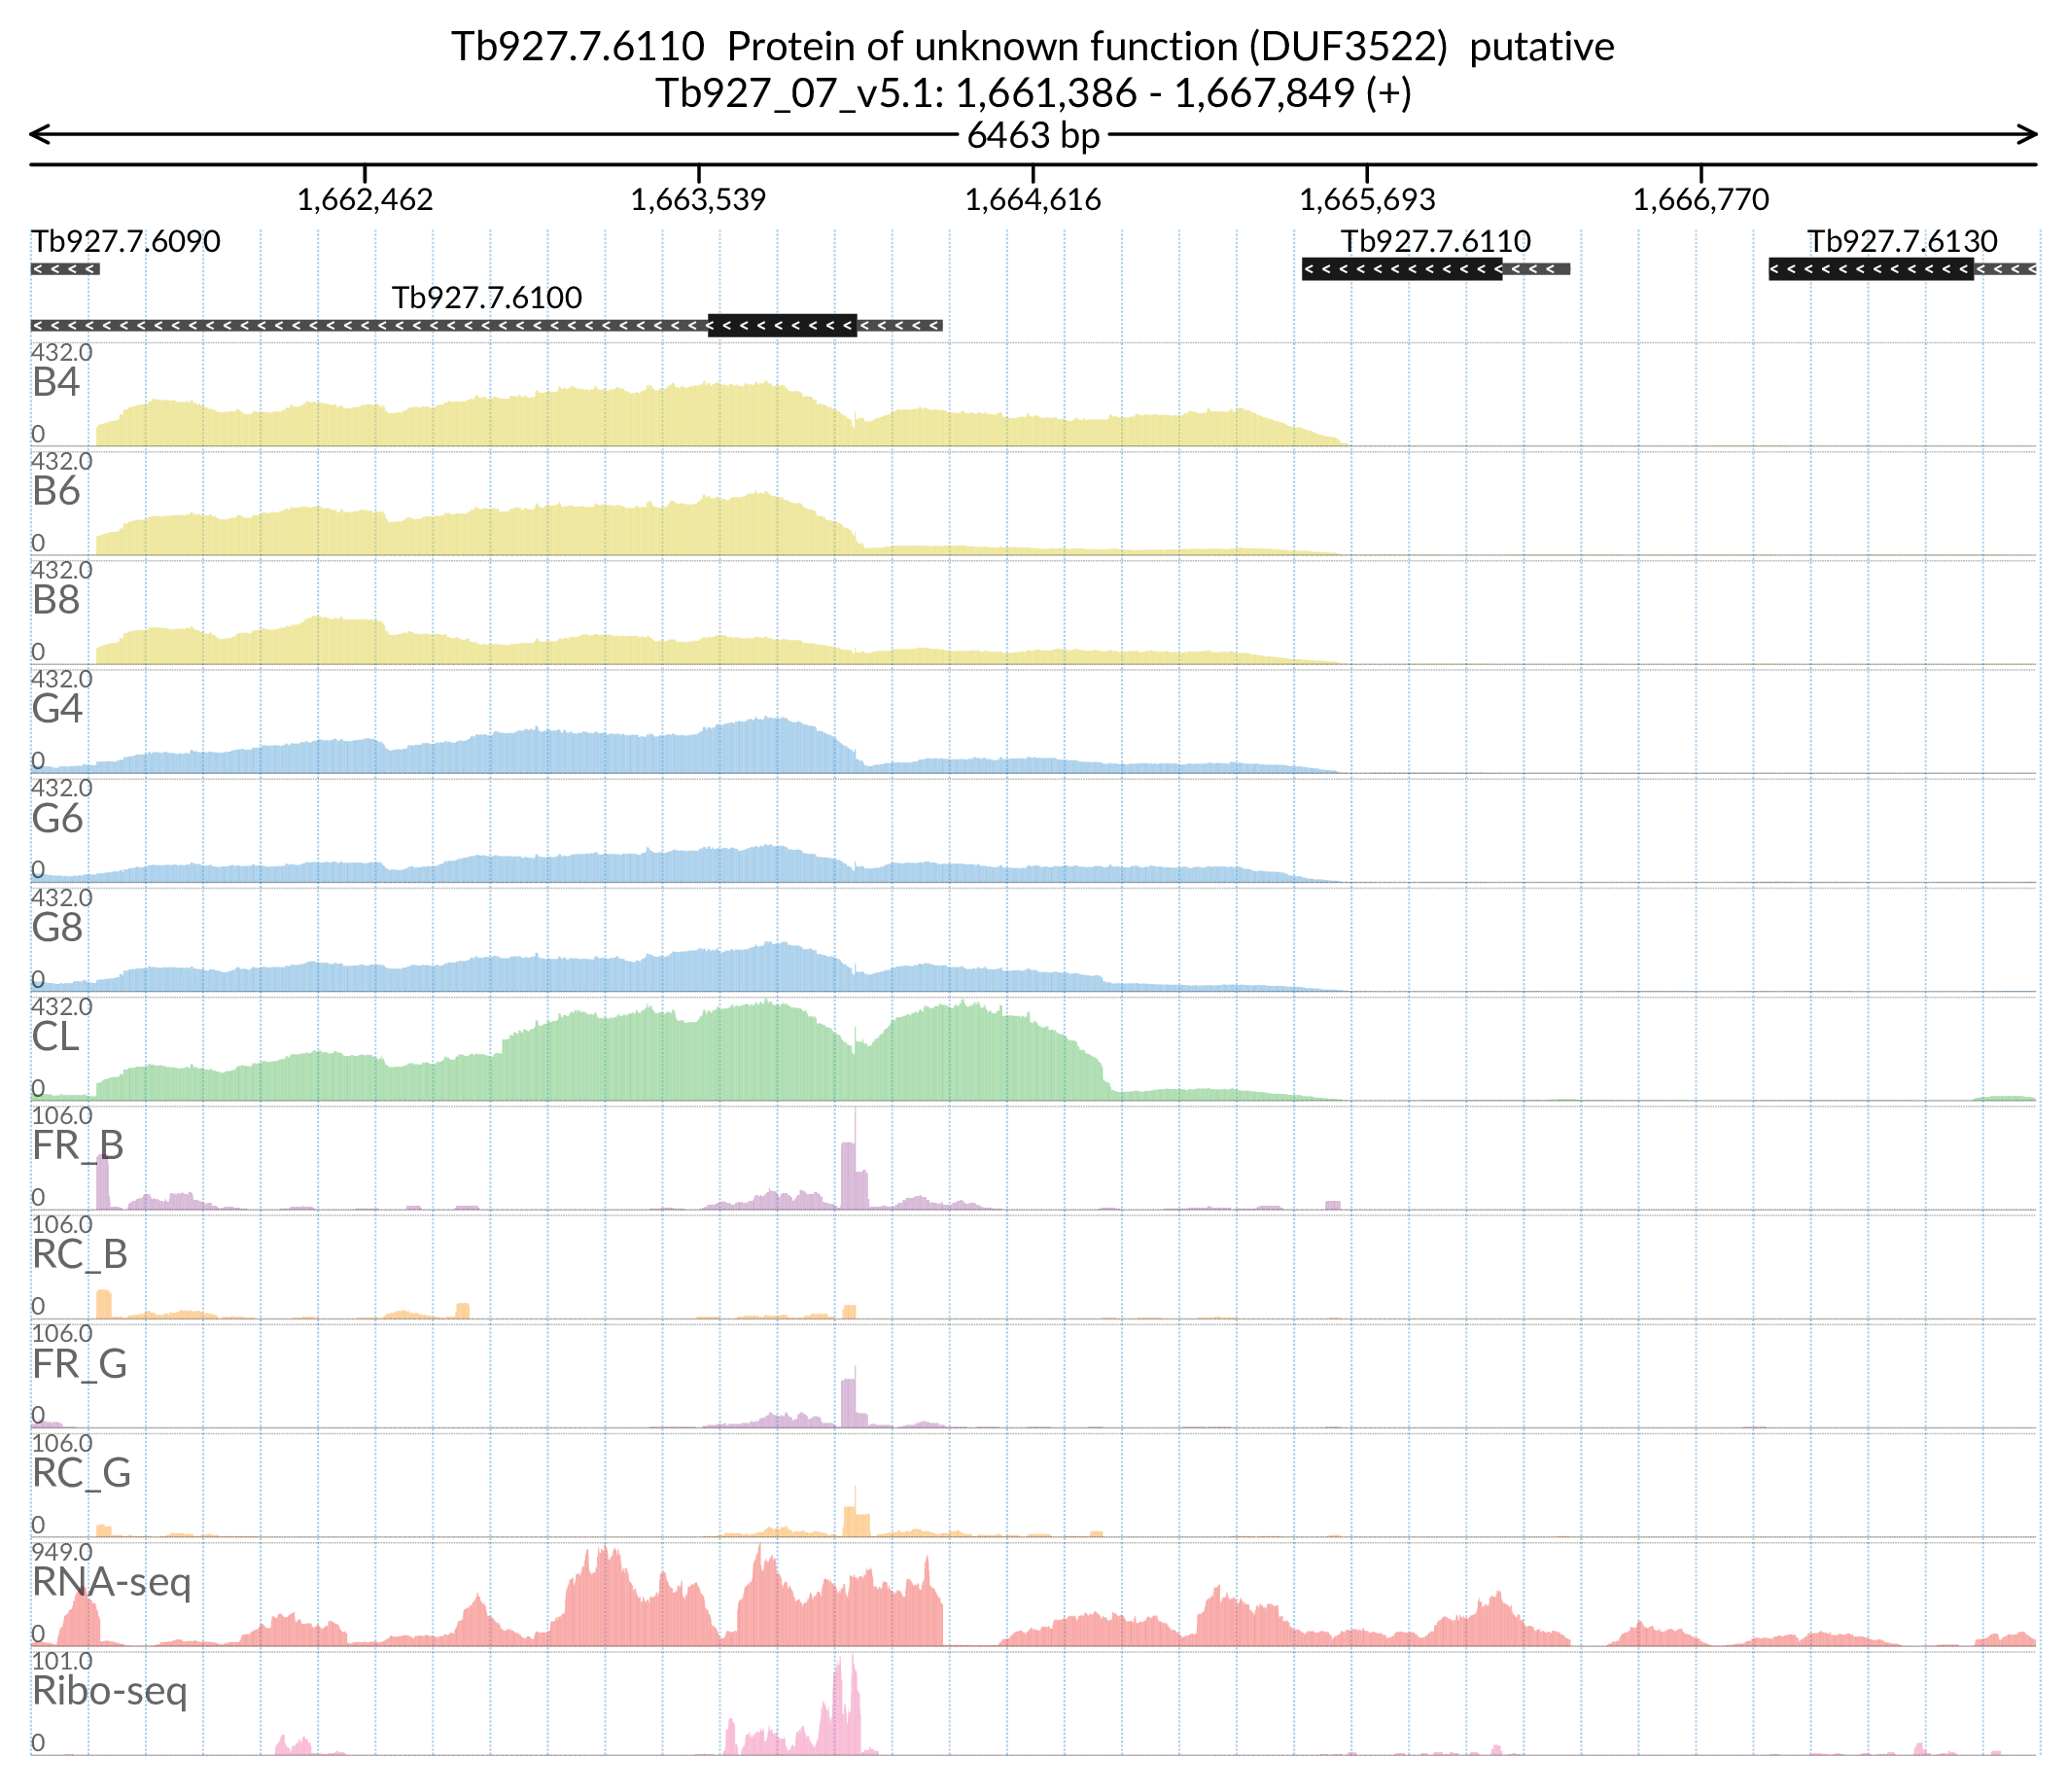 Tb927.7.6110  Protein of unknown function (DUF3522)  putative
Tb927_07_v5.1: 1,661,386 - 1,667,849 (+)
6463 bp
1,662,462 1,663,539 1,664,616 1,665,693 1,666,770
Tb927.7.6090 Tb927.7.6110 Tb927.7.6130
Tb927.7.6100
432.0
B4
0
432.0
B6
0
432.0
B8
0
432.0
G4
0
432.0
G6
0
432.0
G8
0
432.0
CL
0
106.0
FR_B
0
106.0
RC_B
0
106.0
FR_G
0
106.0
RC_G
0
949.0
RNA-seq
0
101.0
Ribo-seq
0